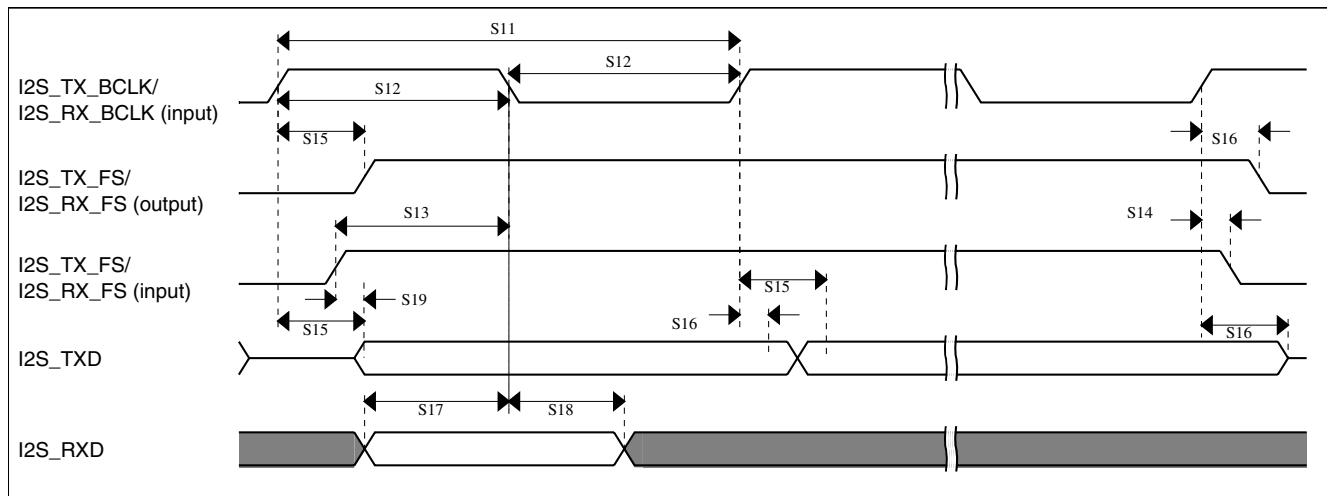 S11
I2S_TX_BCLK/
I2S_RX_BCLK (input)
S12
S12
S15
S16
I2S_TX_FS/
I2S_RX_FS (output)
S13
S14
I2S_TX_FS/
I2S_RX_FS (input)
S15
S19
S16
S15
S16
I2S_TXD
S17
S18
I2S_RXD